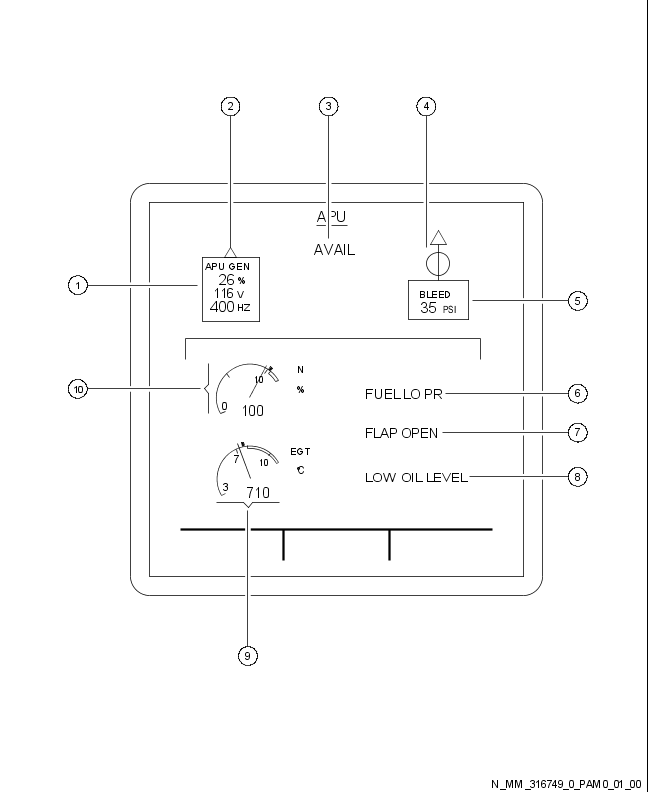 2
3
4
APU
AVAIL
1
APU GEN
26 %
116 V
400 HZ
BLEED
35 PSI
5
10
N
%
10
0
100
FUEL LO PR
6
FLAP OPEN
7
EGT
°C
7
10
3
710
LOW OIL LEVEL
8
9
N_MM_316749_0_PAM0_01_00